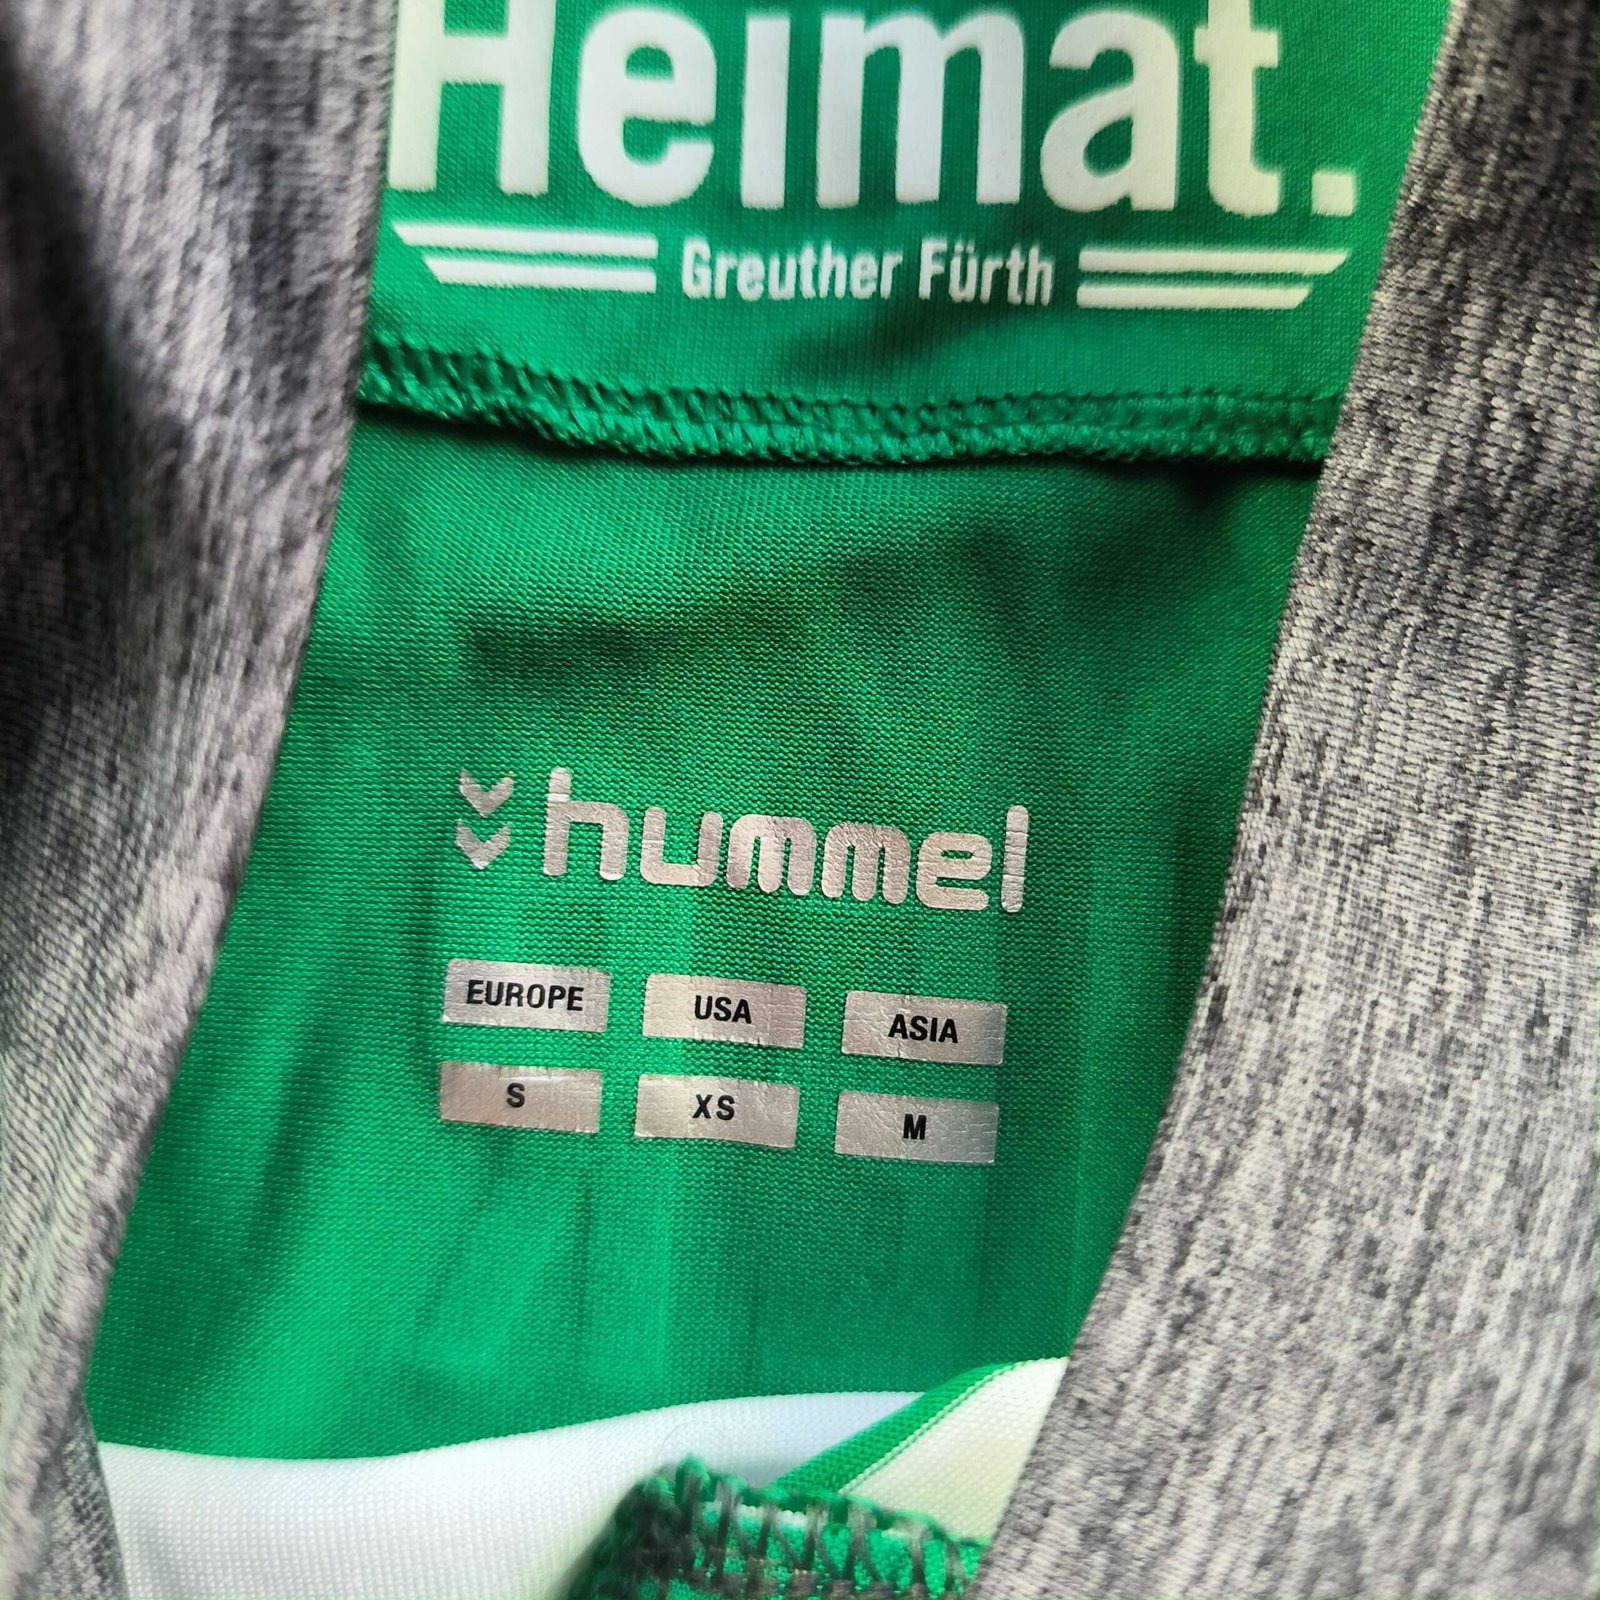 Heimat.
Greuther Fürth
hummel
EUROPE USA ASIA
S XS M